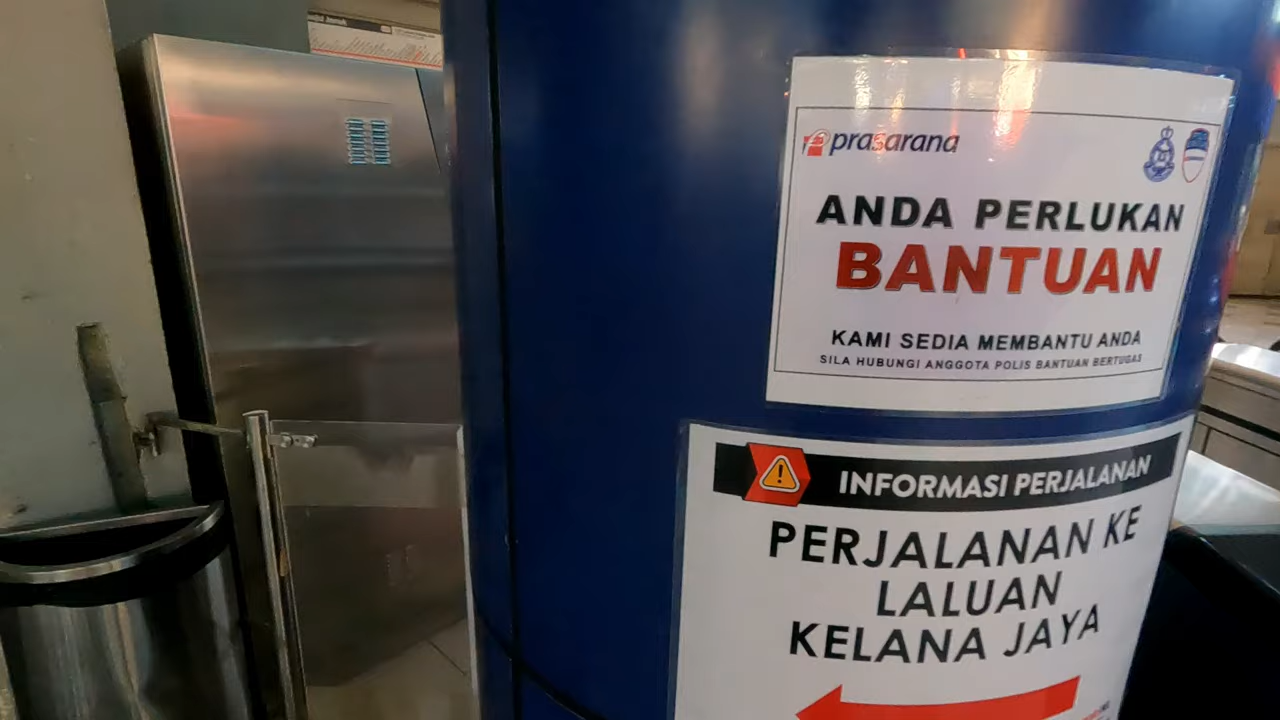 prasarana
ANDA PERLUKAN
BANTUAN
KAMI SEDIA MEMBANTU ANDA
SILA HUBUNGI ANGGOTA POLIS BANTUAN BERTUGAS
INFORMASI PERJALANAN
PERJALANAN KE
LALUAN
KELANA JAYA